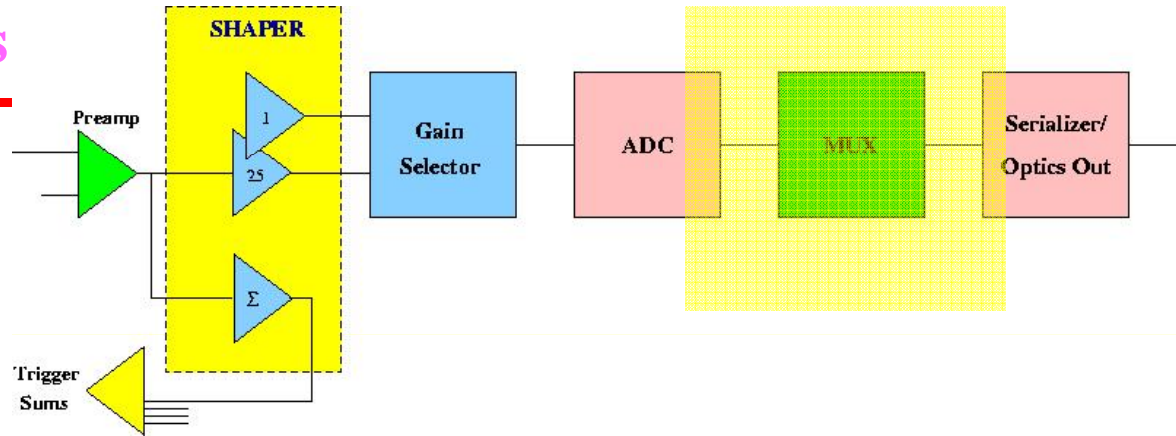 s
SHAPER
Preamp
1
25
Σ
Gain
Selector
ADC
MUX
Serializer/
Optics Out
Trigger
Sums